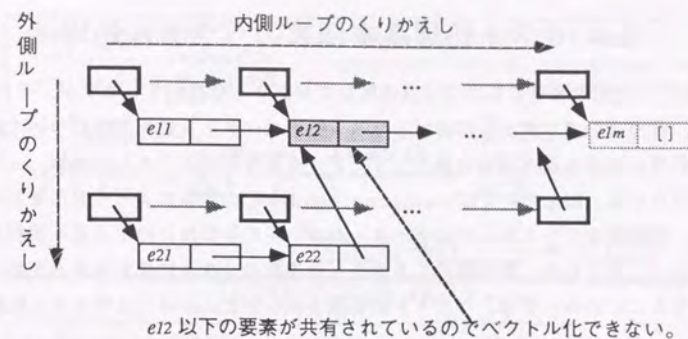 内側ループのくりかえし
外側ループのくりかえし
...
e11
e12
...
e1m [ ]
...
e21
e22
e12 以下の要素が共有されているのでベクトル化できない。